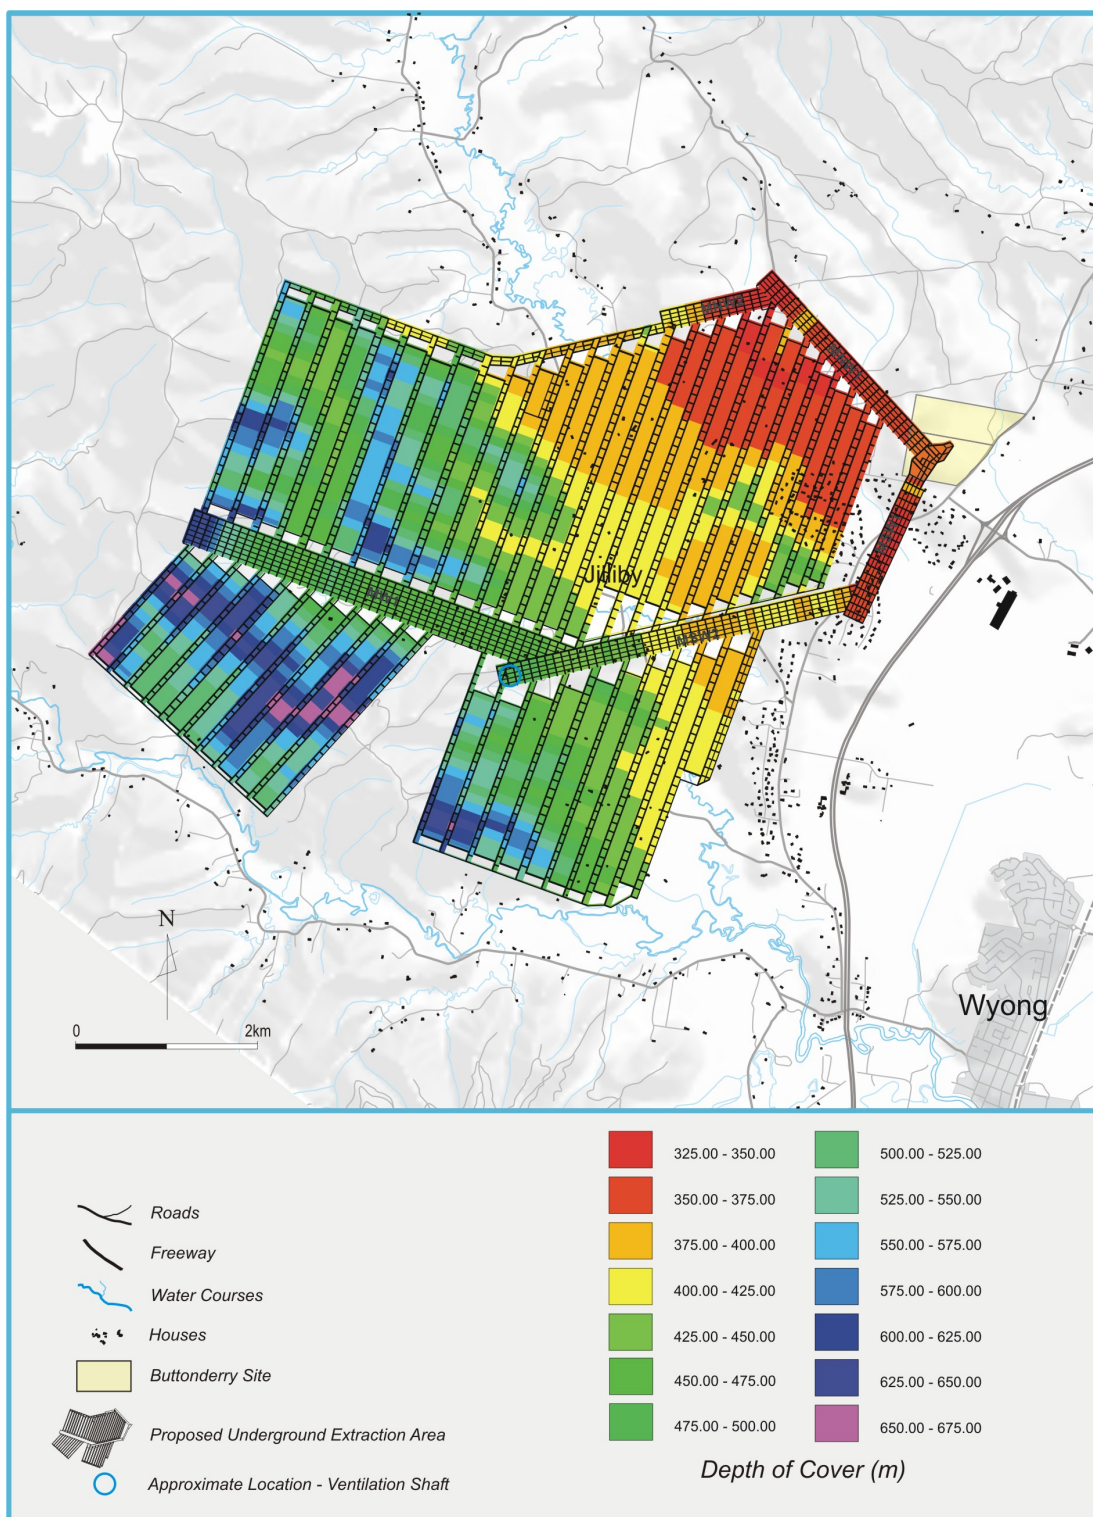 Jilliby
N
0 2km
Wyong
325.00 - 350.00
350.00 - 375.00
375.00 - 400.00
400.00 - 425.00
425.00 - 450.00
450.00 - 475.00
475.00 - 500.00
500.00 - 525.00
525.00 - 550.00
550.00 - 575.00
575.00 - 600.00
600.00 - 625.00
625.00 - 650.00
650.00 - 675.00
Depth of Cover (m)
Roads
Freeway
Water Courses
Houses
Buttonderry Site
Proposed Underground Extraction Area
Approximate Location - Ventilation Shaft